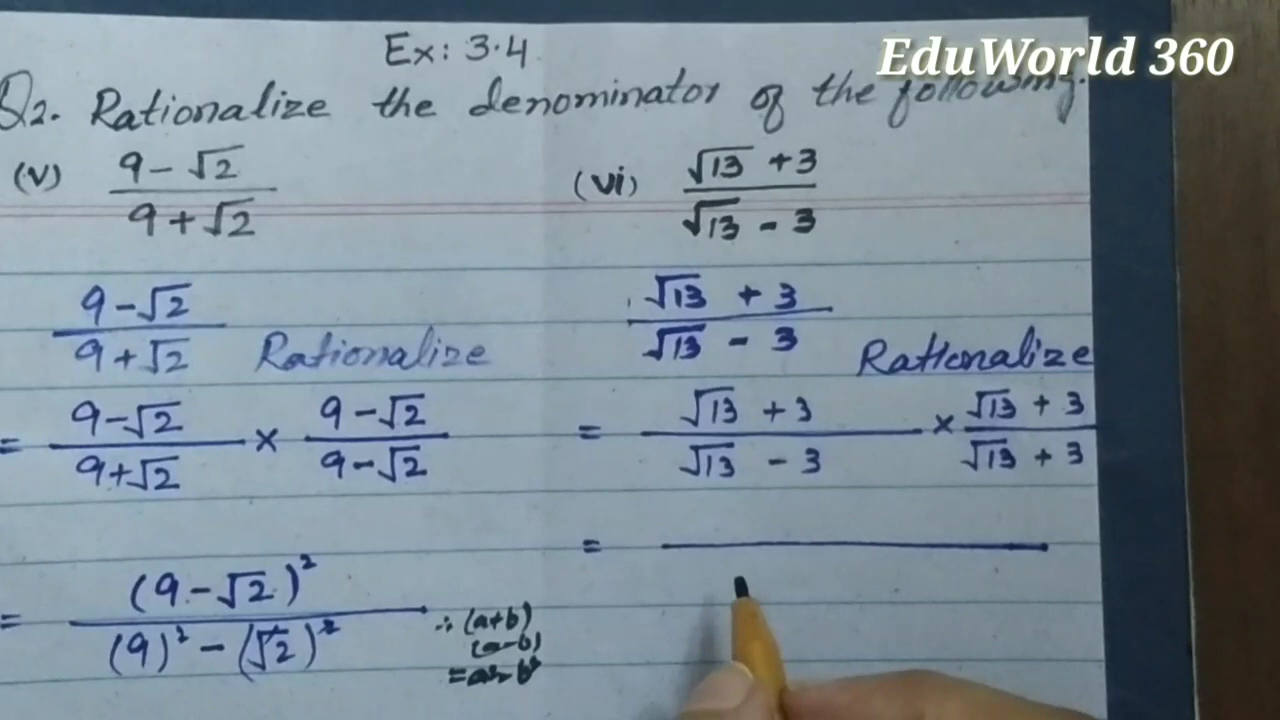 EduWorld 360
Ex: 3.4
Q2. Rationalize the denominator of the following.
(v) 9-√2 / 9+√2
(vi) √13 +3 / √13 - 3
9-√2 / 9+√2 Rationalize
= 9-√2 / 9+√2 × 9-√2 / 9-√2
= (9-√2)² / (9)² - (√2)²
∴ (a+b)
(a-b)
= a²-b²
√13 + 3 / √13 - 3 Rationalize
= √13 + 3 / √13 - 3 × √13 + 3 / √13 + 3
=